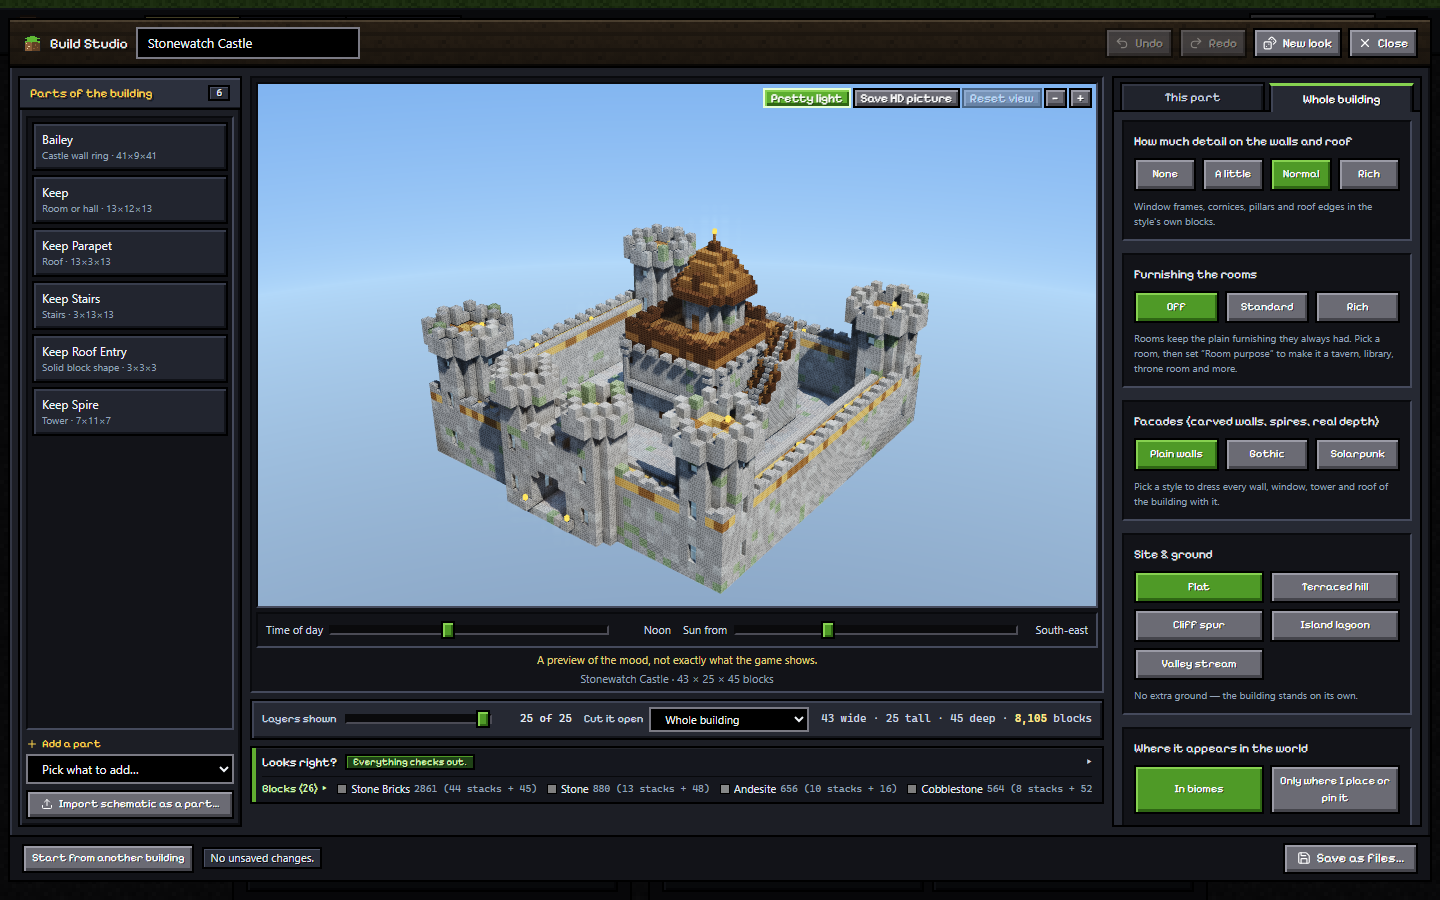 Build Studio
Stonewatch Castle
Undo
Redo
New look
Close
Parts of the building
6
Bailey
Castle wall ring · 41×9×41
Keep
Room or hall · 13×12×13
Keep Parapet
Roof · 13×3×13
Keep Stairs
Stairs · 3×13×13
Keep Roof Entry
Solid block shape · 3×3×3
Keep Spire
Tower · 7×11×7
+ Add a part
Pick what to add...
Import schematic as a part...
Pretty light
Save HD picture
Reset view
-
+
Time of day
Noon
Sun from
South-east
A preview of the mood, not exactly what the game shows.
Stonewatch Castle · 43 × 25 × 45 blocks
Layers shown
25 of 25
Cut it open
Whole building
43 wide · 25 tall · 45 deep · 8,105 blocks
Looks right?
Everything checks out.
Blocks (26)
Stone Bricks 2861 (44 stacks + 45)
Stone 880 (13 stacks + 48)
Andesite 656 (10 stacks + 16)
Cobblestone 564 (8 stacks + 52
This part
Whole building
How much detail on the walls and roof
None
A little
Normal
Rich
Window frames, cornices, pillars and roof edges in the
style's own blocks.
Furnishing the rooms
Off
Standard
Rich
Rooms keep the plain furnishing they always had. Pick a
room, then set "Room purpose" to make it a tavern, library,
throne room and more.
Facades (carved walls, spires, real depth)
Plain walls
Gothic
Solarpunk
Pick a style to dress every wall, window, tower and roof of
the building with it.
Site & ground
Flat
Terraced hill
Cliff spur
Island lagoon
Valley stream
No extra ground — the building stands on its own.
Where it appears in the world
In biomes
Only where I place or
pin it
Start from another building
No unsaved changes.
Save as files...